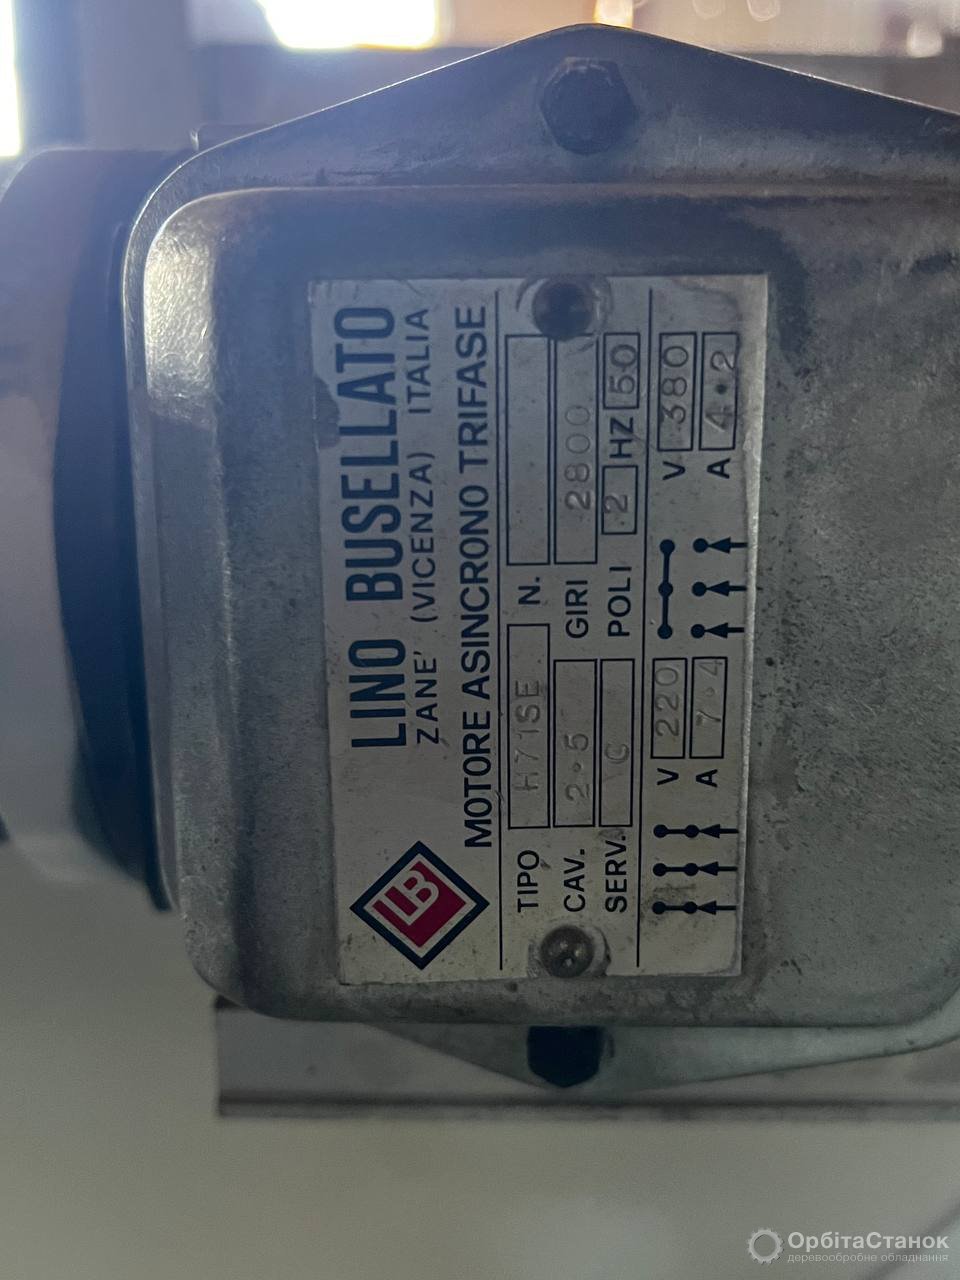 LB
LINO BUSELLATO
ZANE' (VICENZA) ITALIA
MOTORE ASINCRONO TRIFASE
TIPO H71SE N.
CAV. 2.5 GIRI 2800
SERV. C POLI 2 HZ 50
V 220 V 380
A 7.4 A 4.2
ОрбітаСтанок
деревообробне обладнання